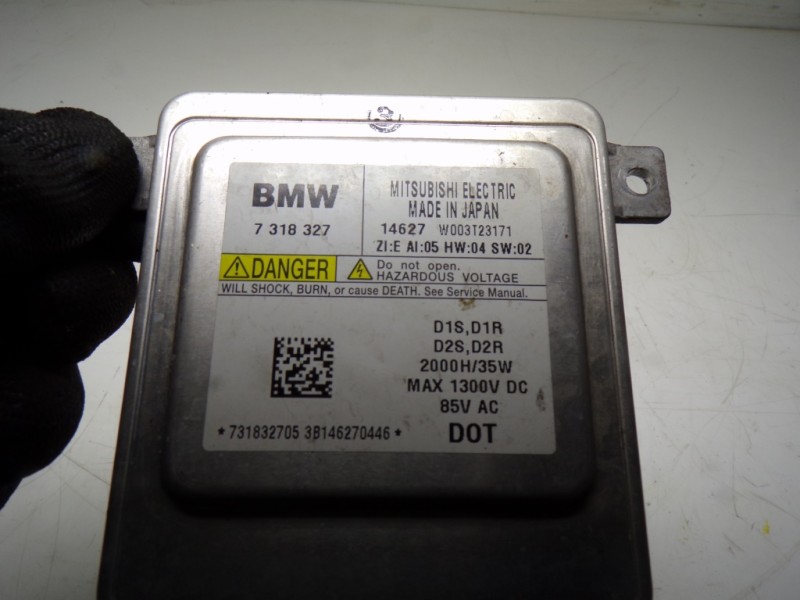 BMW
MITSUBISHI ELECTRIC
MADE IN JAPAN
7 318 327
14627 W003T23171
ZI:E AI:05 HW:04 SW:02
DANGER
Do not open.
HAZARDOUS VOLTAGE
WILL SHOCK, BURN, or cause DEATH. See Service Manual.
D1S,D1R
D2S,D2R
2000H/35W
MAX 1300V DC
85V AC
*731832705 3B146270446*
DOT